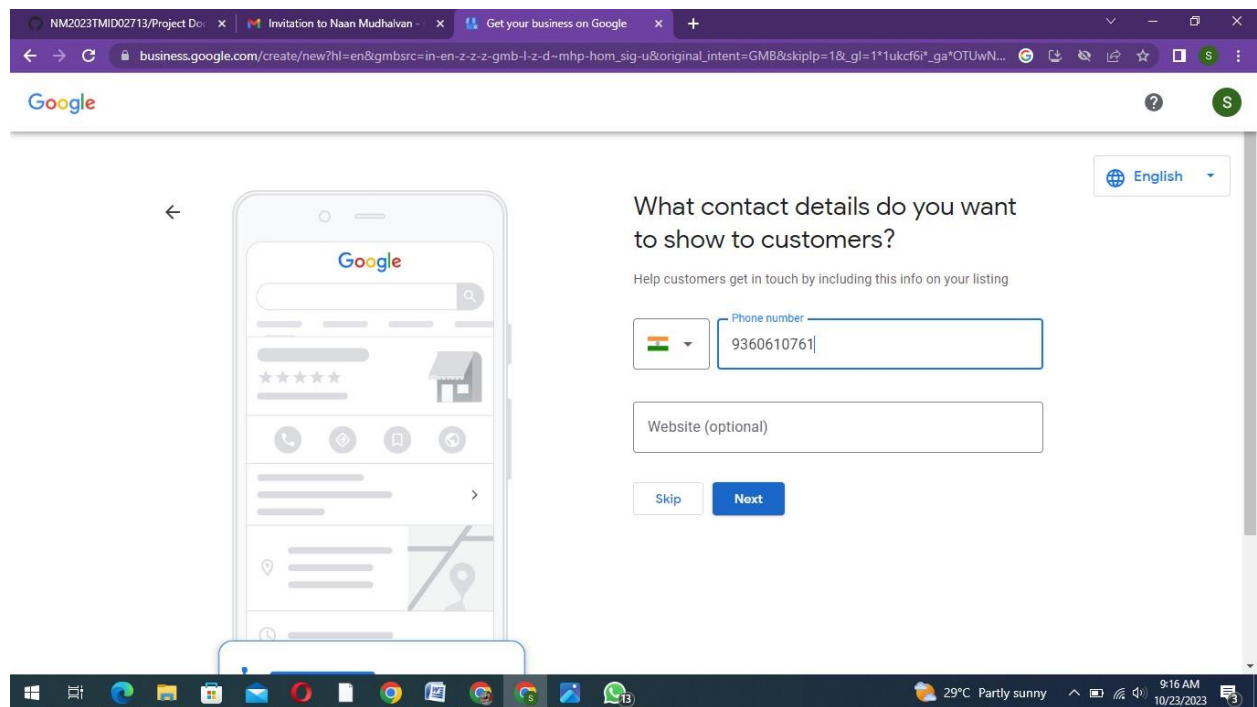 NM2023TMID02713/Project Doc
Invitation to Naan Mudhalvan -
Get your business on Google
business.google.com/create/new?hl=en&gmbsrc=in-en-z-z-z-gmb-l-z-d~mhp-hom_sig-u&original_intent=GMB&skiplp=1&_gl=1*1ukcf6i*_ga*OTUwN...
S
Google
S
English
What contact details do you want
to show to customers?
Google
Help customers get in touch by including this info on your listing
Phone number
9360610761
Website (optional)
Skip
Next
13
29°C Partly sunny
9:16 AM
10/23/2023
3